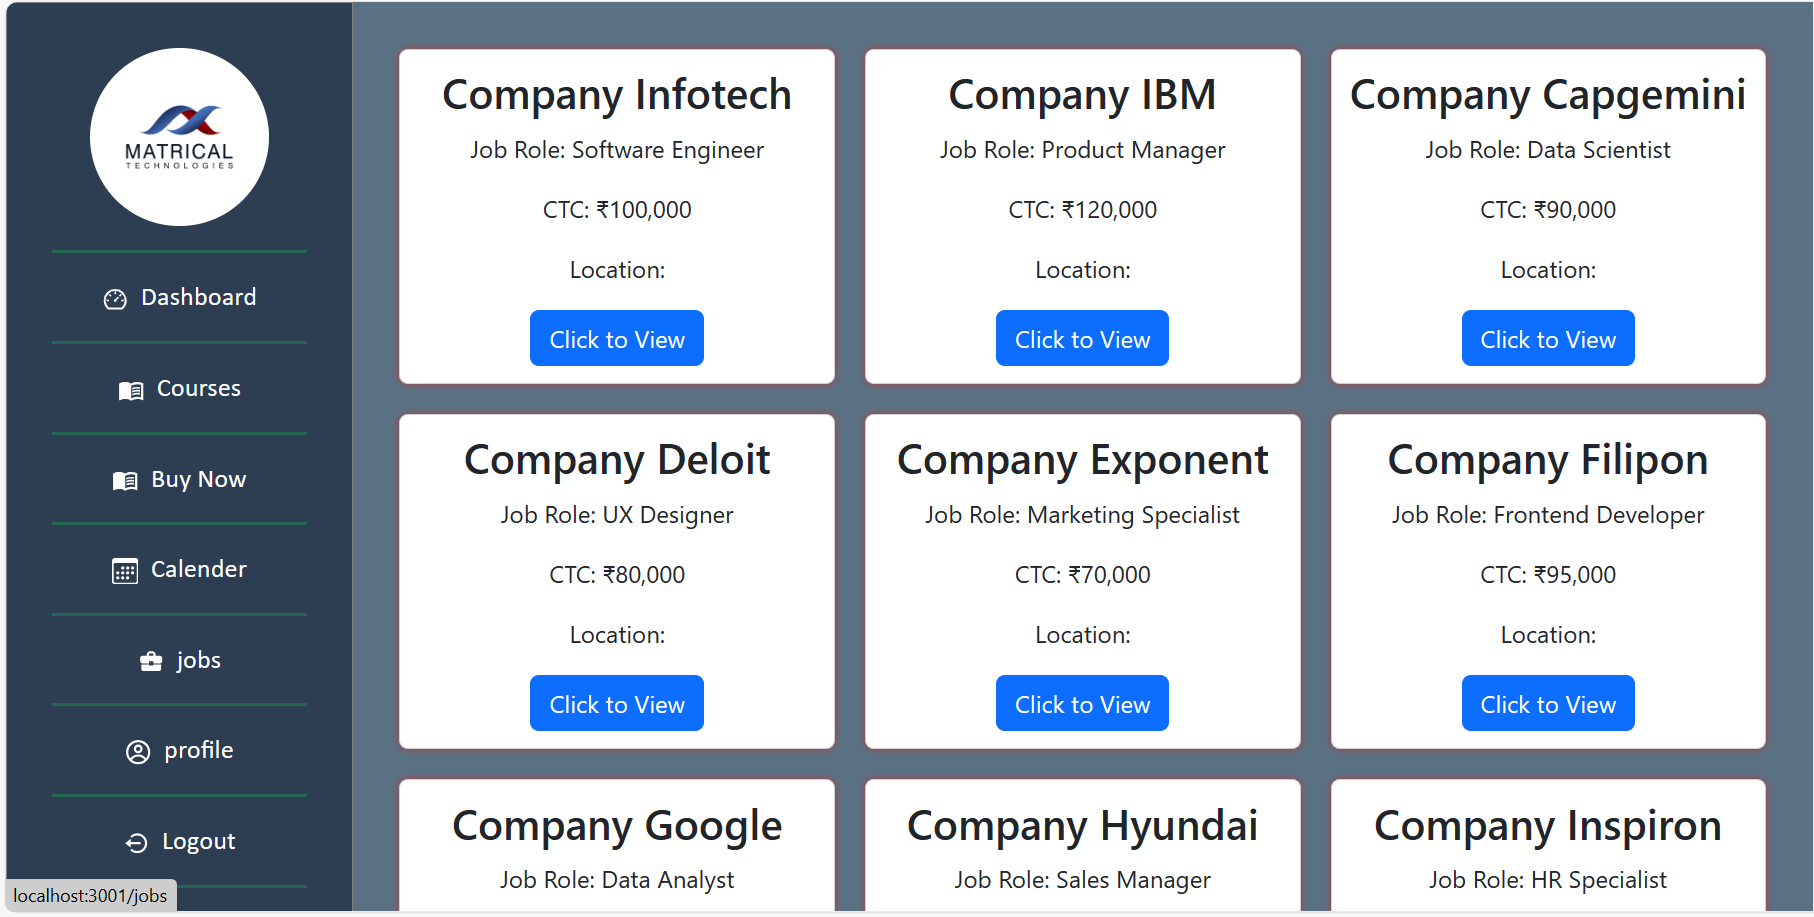 MATRICAL
TECHNOLOGIES
Dashboard
Courses
Buy Now
Calender
jobs
profile
Logout
localhost:3001/jobs
Company Infotech
Job Role: Software Engineer
CTC: ₹100,000
Location:
Click to View
Company IBM
Job Role: Product Manager
CTC: ₹120,000
Location:
Click to View
Company Capgemini
Job Role: Data Scientist
CTC: ₹90,000
Location:
Click to View
Company Deloit
Job Role: UX Designer
CTC: ₹80,000
Location:
Click to View
Company Exponent
Job Role: Marketing Specialist
CTC: ₹70,000
Location:
Click to View
Company Filipon
Job Role: Frontend Developer
CTC: ₹95,000
Location:
Click to View
Company Google
Job Role: Data Analyst
Company Hyundai
Job Role: Sales Manager
Company Inspiron
Job Role: HR Specialist